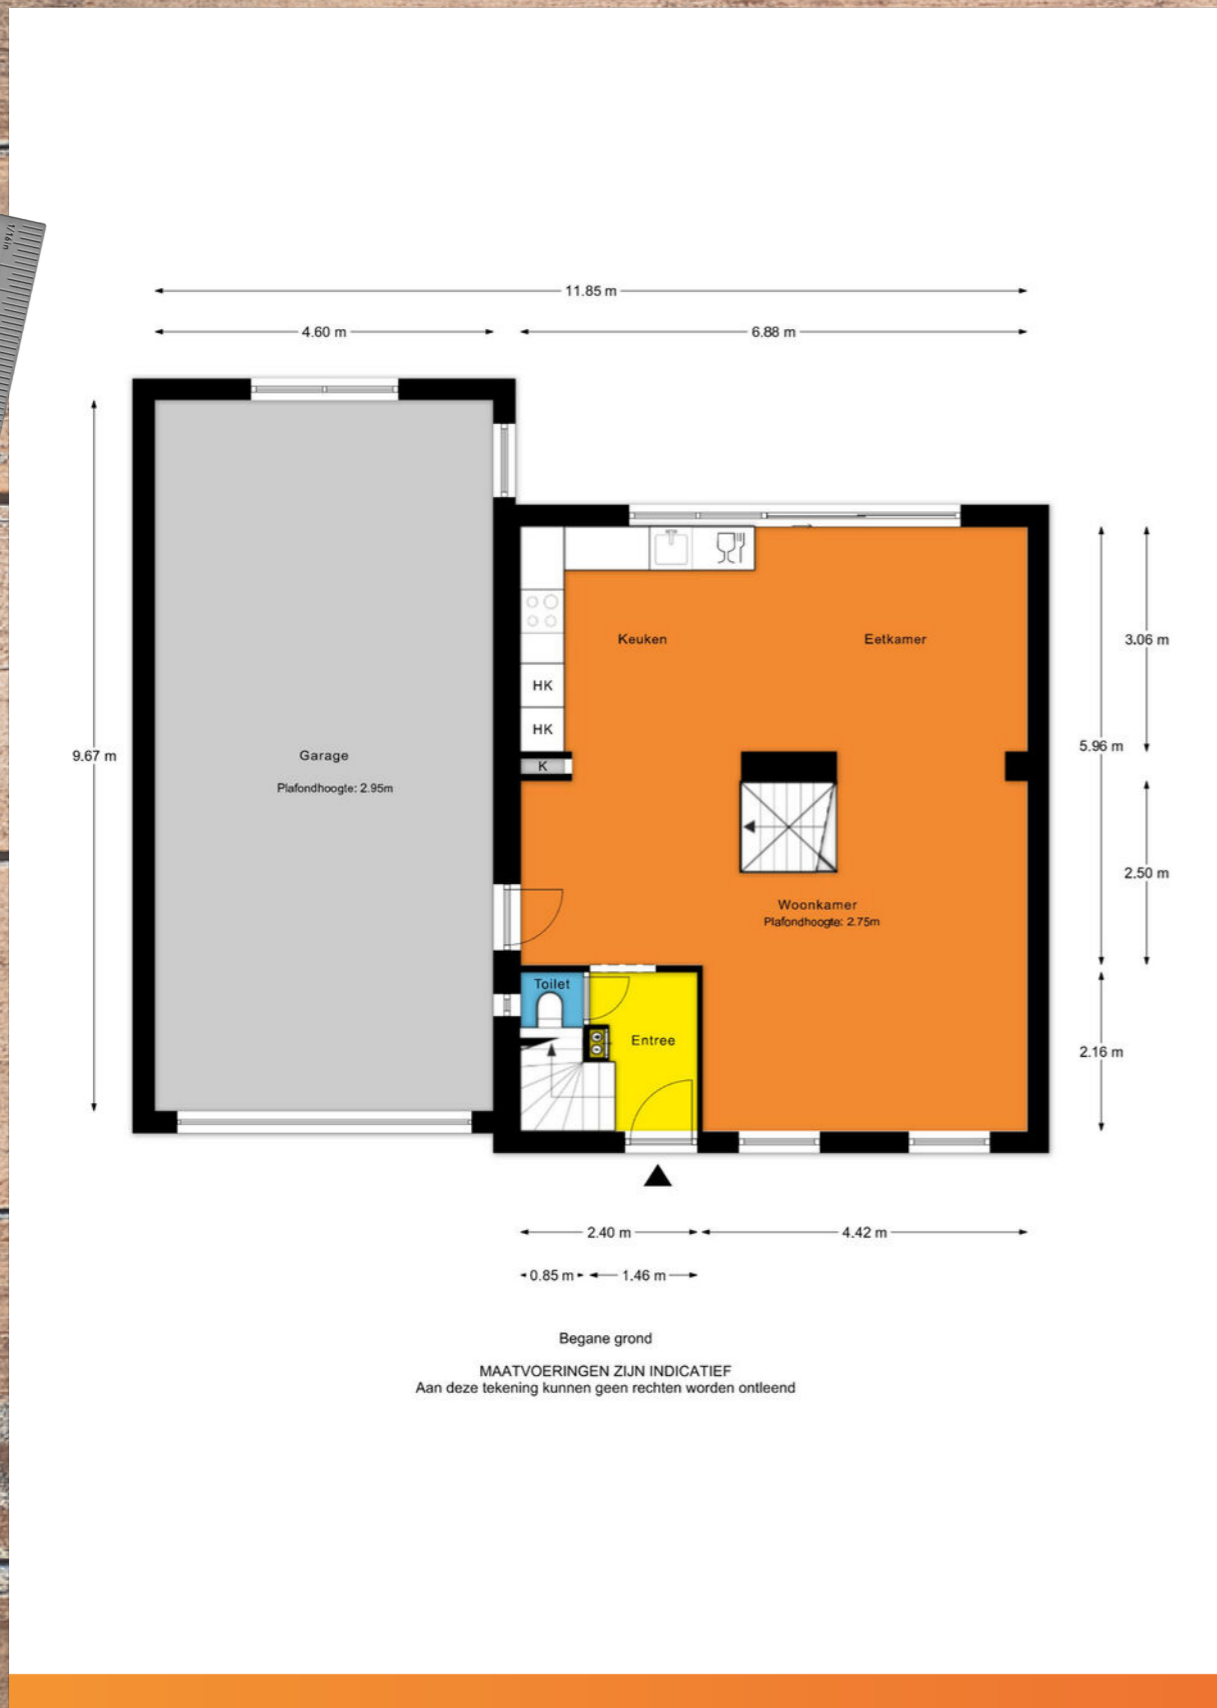 1/16in
11.85 m
4.60 m
6.88 m
Keuken
Eetkamer
3.06 m
HK
HK
9.67 m
Garage
5.96 m
K
Plafondhoogte: 2.95m
2.50 m
Woonkamer
Plafondhoogte: 2.75m
Toilet
Entree
2.16 m
2.40 m
4.42 m
0.85 m
1.46 m
Begane grond
MAATVOERINGEN ZIJN INDICATIEF
Aan deze tekening kunnen geen rechten worden ontleend